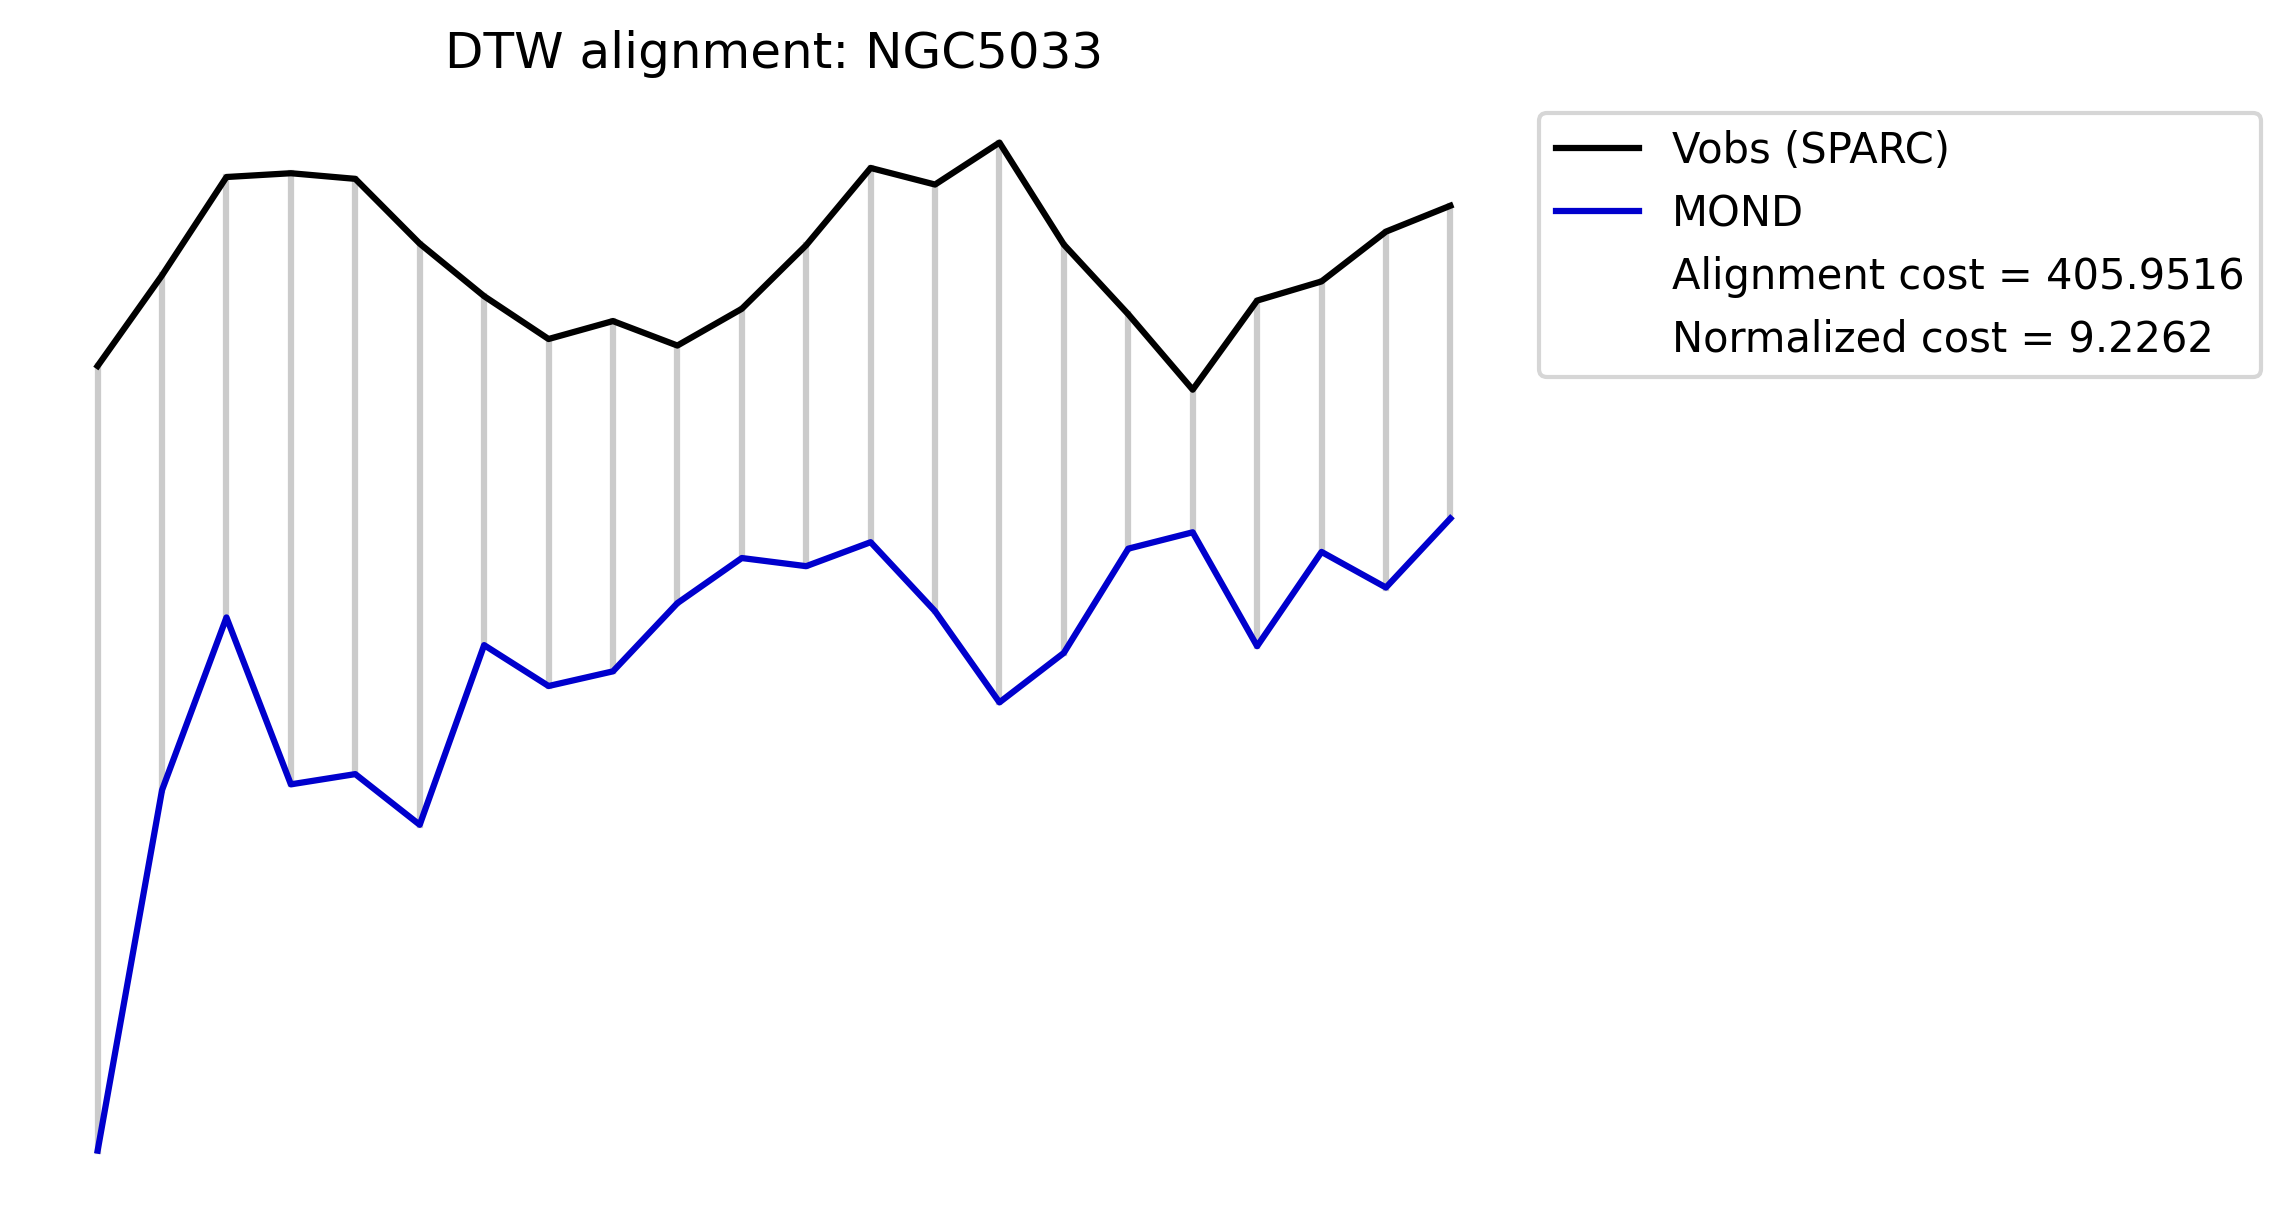 DTW alignment: NGC5033
Vobs (SPARC)
MOND
Alignment cost = 405.9516
Normalized cost = 9.2262